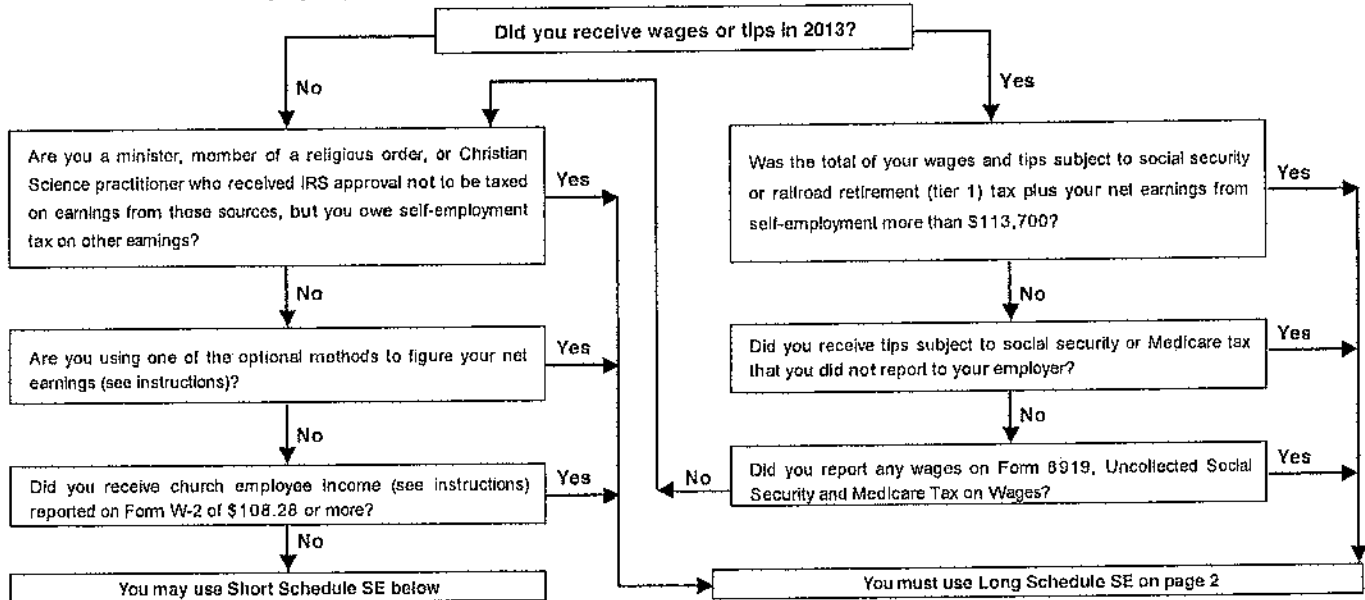 Did you receive wages or tips in 2013?
No
Yes
Are you a minister, member of a religious order, or Christian
Science practitioner who received IRS approval not to be taxed
on earnings from these sources, but you owe self-employment
tax on other earnings?
Yes
No
Are you using one of the optional methods to figure your net
earnings (see instructions)?
Yes
No
Did you receive church employee income (see instructions)
reported on Form W-2 of $108.28 or more?
Yes
No
You may use Short Schedule SE below
Was the total of your wages and tips subject to social security
or railroad retirement (tier 1) tax plus your net earnings from
self-employment more than $113,700?
Yes
No
Did you receive tips subject to social security or Medicare tax
that you did not report to your employer?
Yes
No
Did you report any wages on Form 8919, Uncollected Social
Security and Medicare Tax on Wages?
Yes
No
You must use Long Schedule SE on page 2